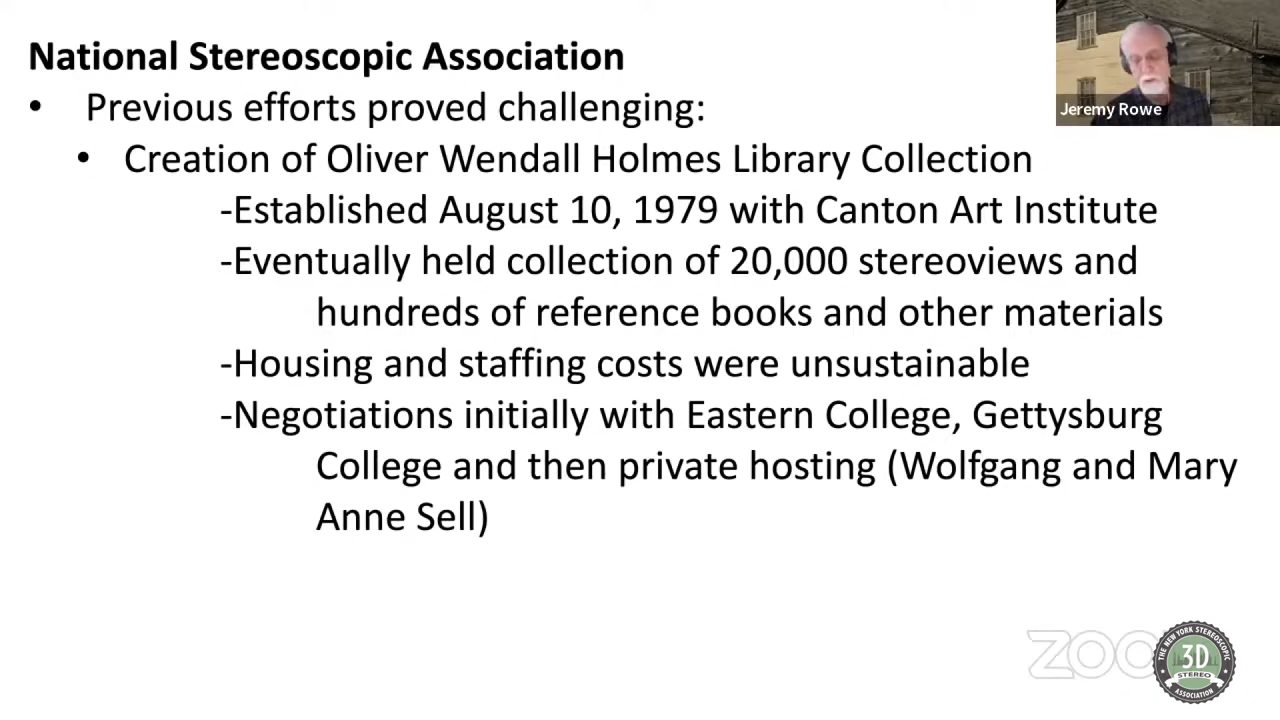 National Stereoscopic Association
• Previous efforts proved challenging:
• Creation of Oliver Wendall Holmes Library Collection
-Established August 10, 1979 with Canton Art Institute
-Eventually held collection of 20,000 stereoviews and
hundreds of reference books and other materials
-Housing and staffing costs were unsustainable
-Negotiations initially with Eastern College, Gettysburg
College and then private hosting (Wolfgang and Mary
Anne Sell)
Jeremy Rowe
ZOO
THE NEW YORK STEREOSCOPIC
3D
STEREO
ASSOCIATION